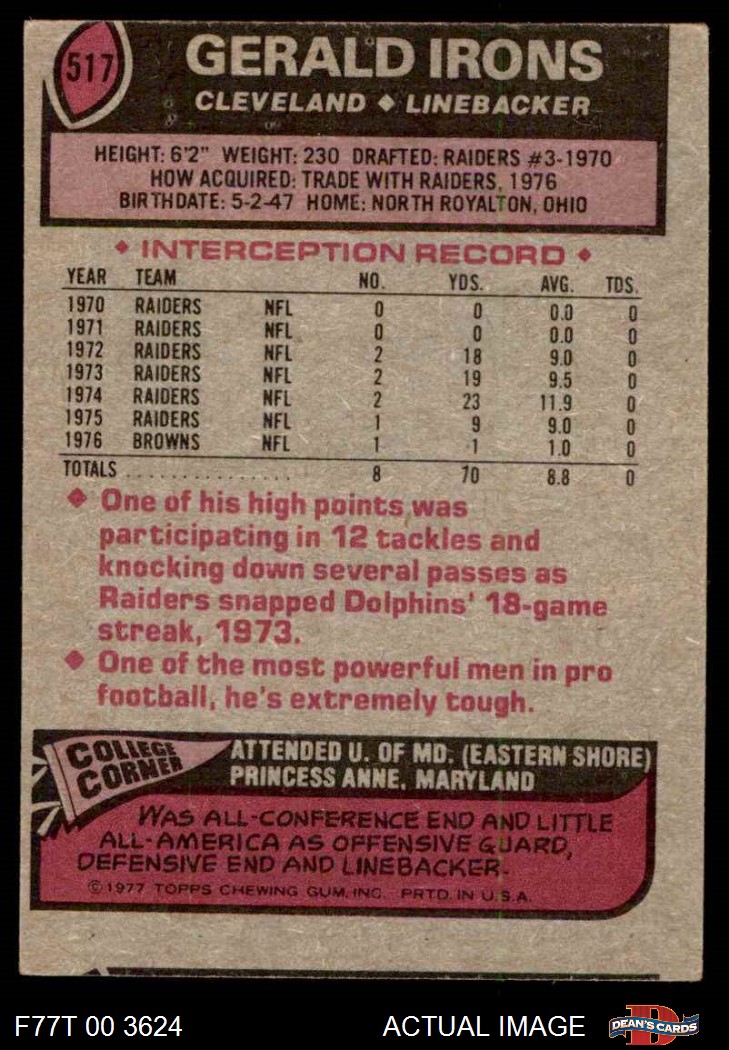 517
GERALD IRONS
CLEVELAND ◆ LINEBACKER
HEIGHT: 6'2" WEIGHT: 230 DRAFTED: RAIDERS #3-1970
HOW ACQUIRED: TRADE WITH RAIDERS, 1976
BIRTHDATE: 5-2-47 HOME: NORTH ROYALTON, OHIO
◆ INTERCEPTION RECORD ◆
YEAR TEAM NO. YDS. AVG. TDS.
1970 RAIDERS NFL 0 0 0.0 0
1971 RAIDERS NFL 0 0 0.0 0
1972 RAIDERS NFL 2 18 9.0 0
1973 RAIDERS NFL 2 19 9.5 0
1974 RAIDERS NFL 2 23 11.9 0
1975 RAIDERS NFL 1 9 9.0 0
1976 BROWNS NFL 1 1 1.0 0
TOTALS ................ 8 70 8.8 0
◆ One of his high points was
participating in 12 tackles and
knocking down several passes as
Raiders snapped Dolphins' 18-game
streak, 1973.
◆ One of the most powerful men in pro
football, he's extremely tough.
COLLEGE
CORNER
ATTENDED U. OF MD. (EASTERN SHORE)
PRINCESS ANNE, MARYLAND
WAS ALL-CONFERENCE END AND LITTLE
ALL-AMERICA AS OFFENSIVE GUARD,
DEFENSIVE END AND LINEBACKER.
©1977 TOPPS CHEWING GUM, INC. PRTD. IN U.S.A.
F77T 00 3624
ACTUAL IMAGE
D
DEAN'S CARDS